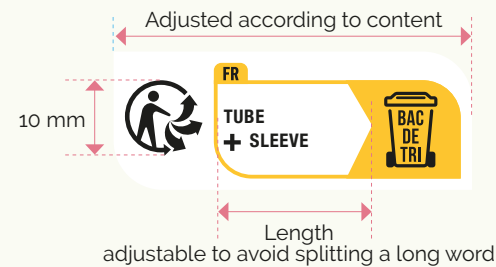 Adjusted according to content
10 mm
FR
TUBE
+ SLEEVE
BAC
DE
TRI
Length
adjustable to avoid splitting a long word